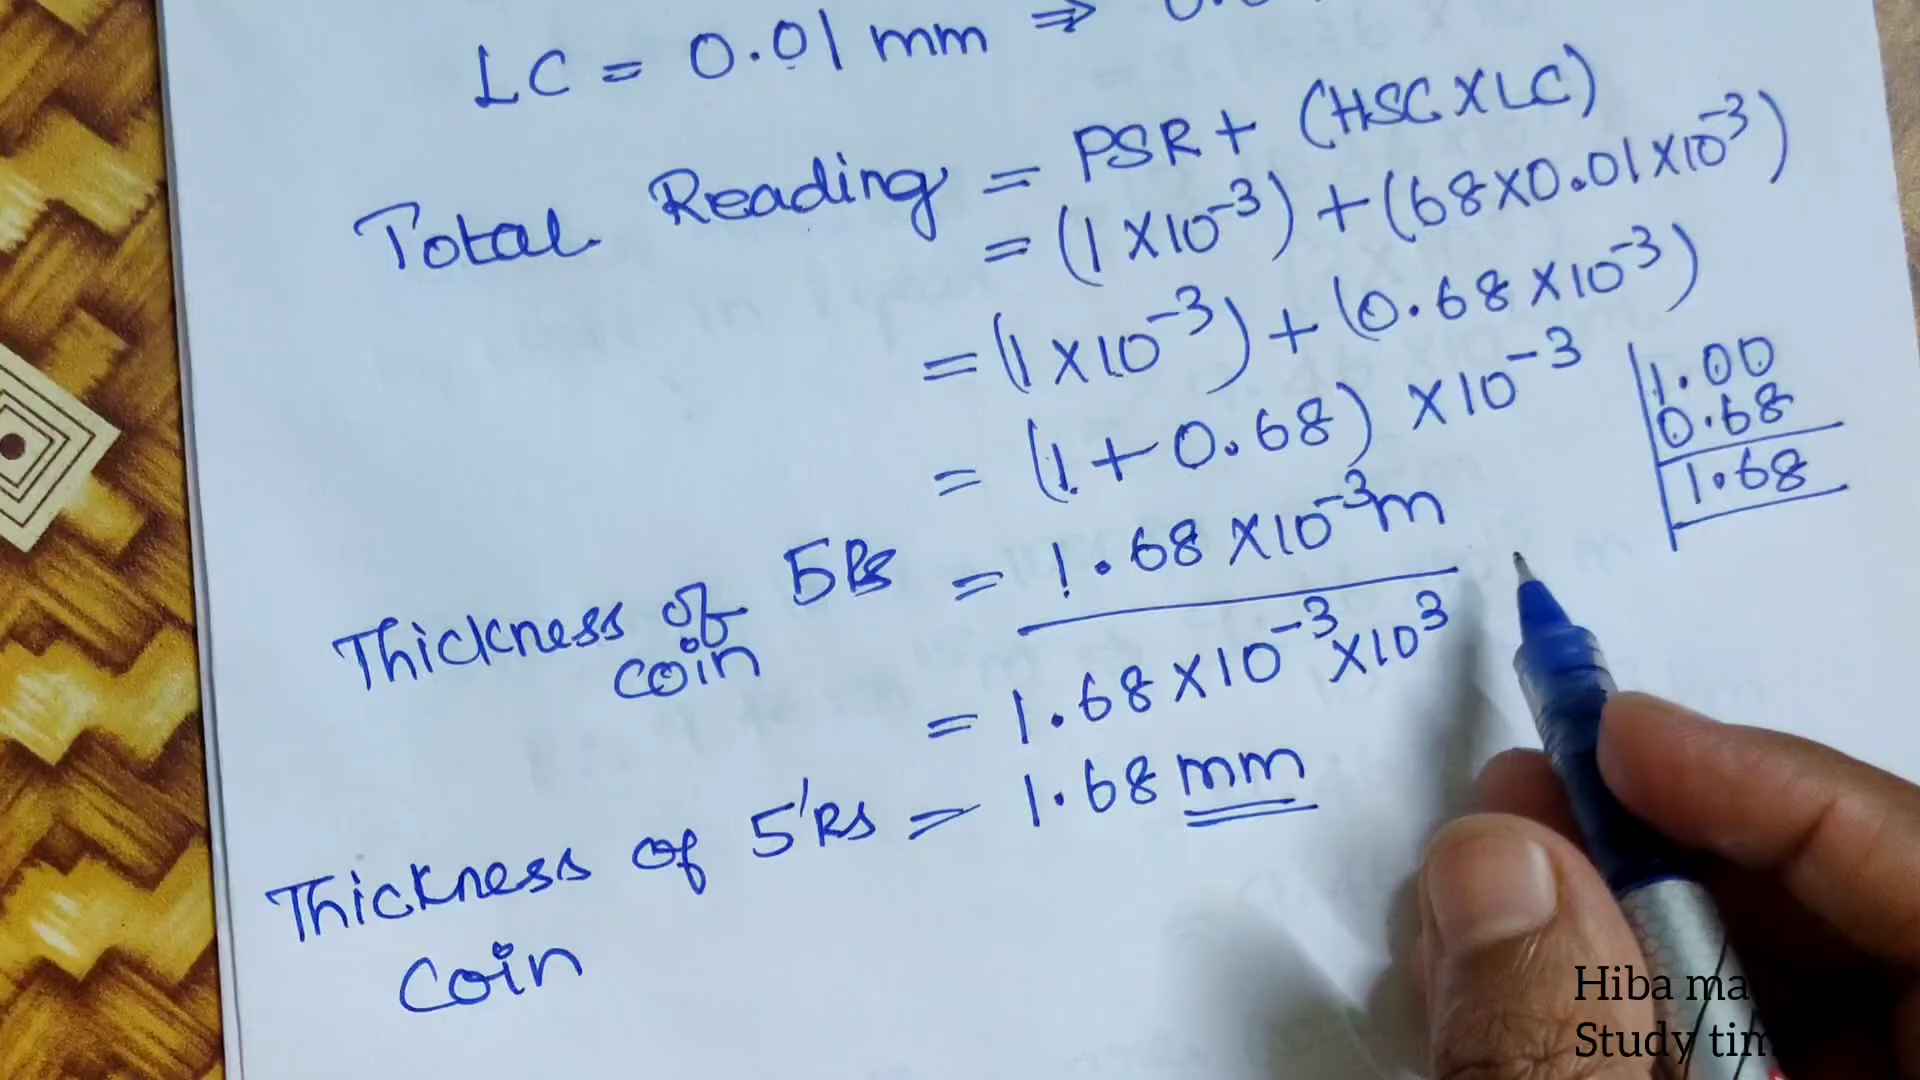 LC = 0.01 mm ⇒
Total Reading = PSR + (HSC X LC)
= (1 X 10⁻³) + (68 X 0.01 X 10⁻³)
= (1 X 10⁻³) + (0.68 X 10⁻³)
= (1 + 0.68) X 10⁻³
1.00
0.68
1.68
Thickness of 5 Rs coin = 1.68 X 10⁻³ m
= 1.68 X 10⁻³ X 10³
Thickness of 5 Rs coin = 1.68 mm
Hiba
Study